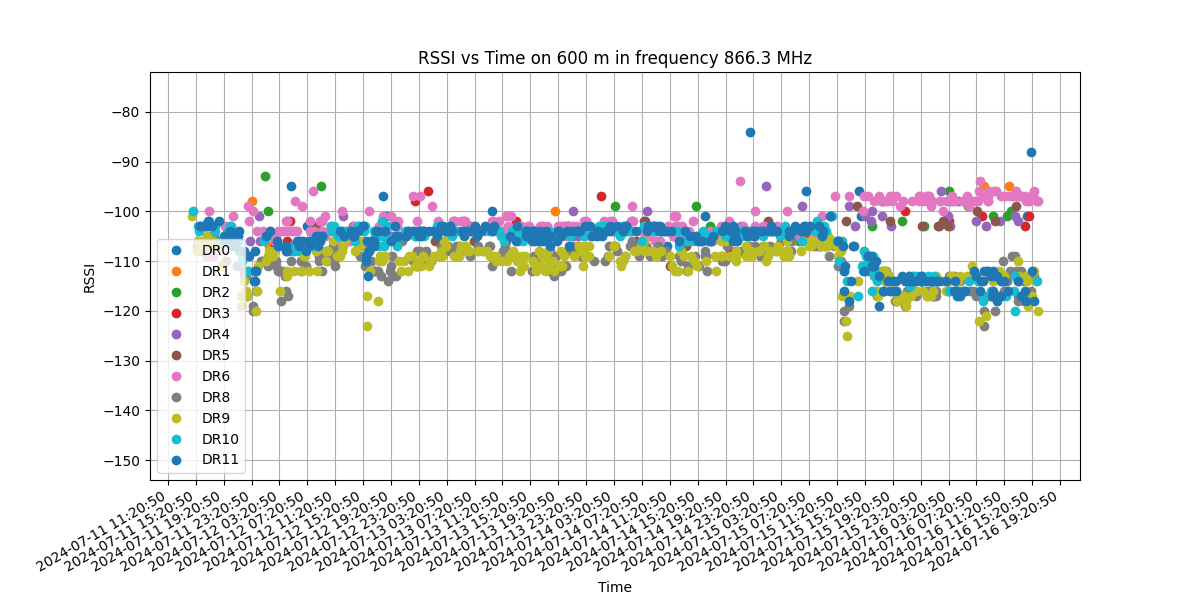 RSSI vs Time on 600 m in frequency 866.3 MHz
RSSI
−80
−90
−100
−110
−120
−130
−140
−150
DR0
DR1
DR2
DR3
DR4
DR5
DR6
DR8
DR9
DR10
DR11
2024-07-11 11:20:50
2024-07-11 15:20:50
2024-07-11 19:20:50
2024-07-11 23:20:50
2024-07-12 03:20:50
2024-07-12 07:20:50
2024-07-12 11:20:50
2024-07-12 15:20:50
2024-07-12 19:20:50
2024-07-12 23:20:50
2024-07-13 03:20:50
2024-07-13 07:20:50
2024-07-13 11:20:50
2024-07-13 15:20:50
2024-07-13 19:20:50
2024-07-13 23:20:50
2024-07-14 03:20:50
2024-07-14 07:20:50
2024-07-14 11:20:50
2024-07-14 15:20:50
2024-07-14 19:20:50
2024-07-14 23:20:50
2024-07-15 03:20:50
2024-07-15 07:20:50
2024-07-15 11:20:50
2024-07-15 15:20:50
2024-07-15 19:20:50
2024-07-15 23:20:50
2024-07-16 03:20:50
2024-07-16 07:20:50
2024-07-16 11:20:50
2024-07-16 15:20:50
2024-07-16 19:20:50
Time